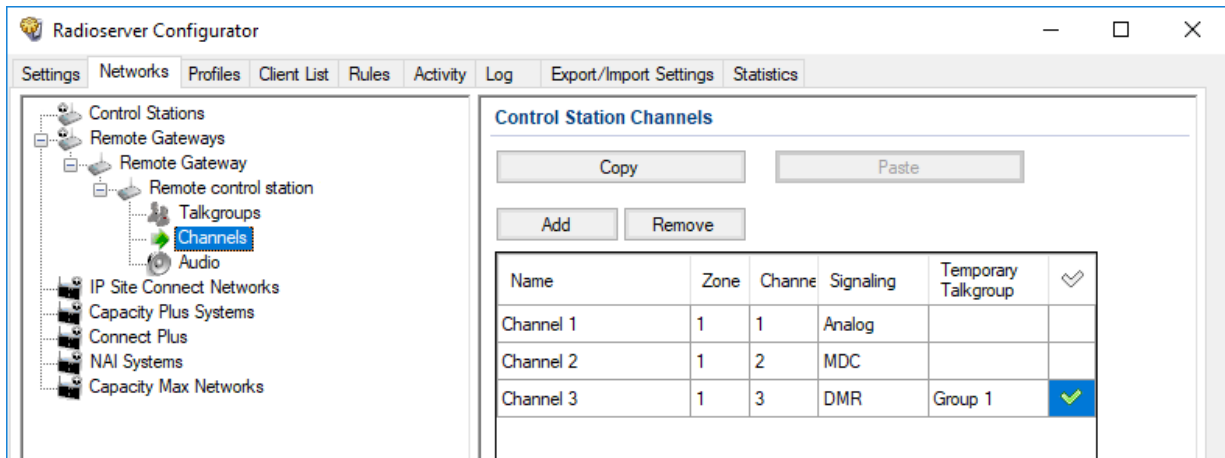 Radioserver Configurator
Settings Networks Profiles Client List Rules Activity Log Export/Import Settings Statistics
Control Stations
Remote Gateways
Remote Gateway
Remote control station
Talkgroups
Channels
Audio
IP Site Connect Networks
Capacity Plus Systems
Connect Plus
NAI Systems
Capacity Max Networks
Control Station Channels
Copy Paste
Add Remove
Name Zone Channe Signaling Temporary Talkgroup
Channel 1 1 1 Analog
Channel 2 1 2 MDC
Channel 3 1 3 DMR Group 1